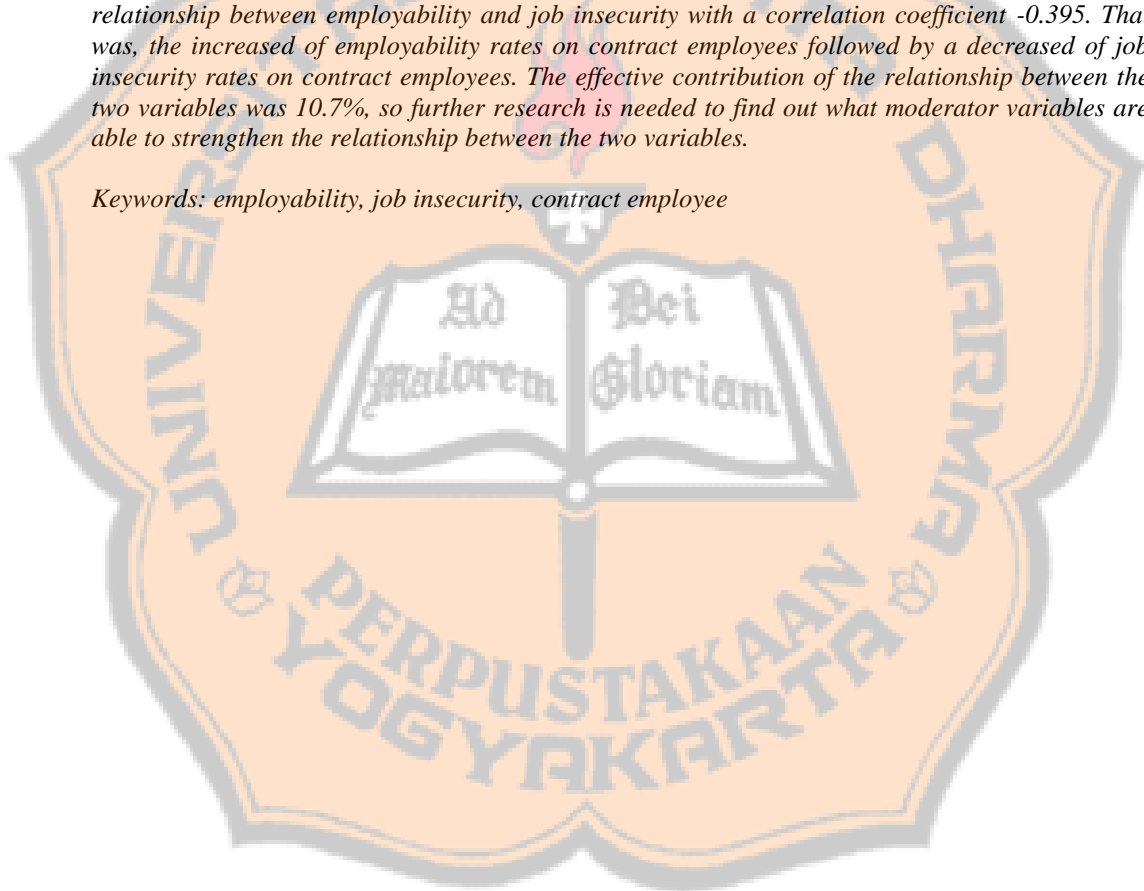 relationship between employability and job insecurity with a correlation coefficient -0.395. Tha
was, the increased of employability rates on contract employees followed by a decreased of job
insecurity rates on contract employees. The effective contribution of the relationship between the
two variables was 10.7%, so further research is needed to find out what moderator variables are
able to strengthen the relationship between the two variables.
Keywords: employability, job insecurity, contract employee
DHARMA
Ad Dei
maiorem Gloriam
PERPUSTAKAAN
YOGYAKARTA